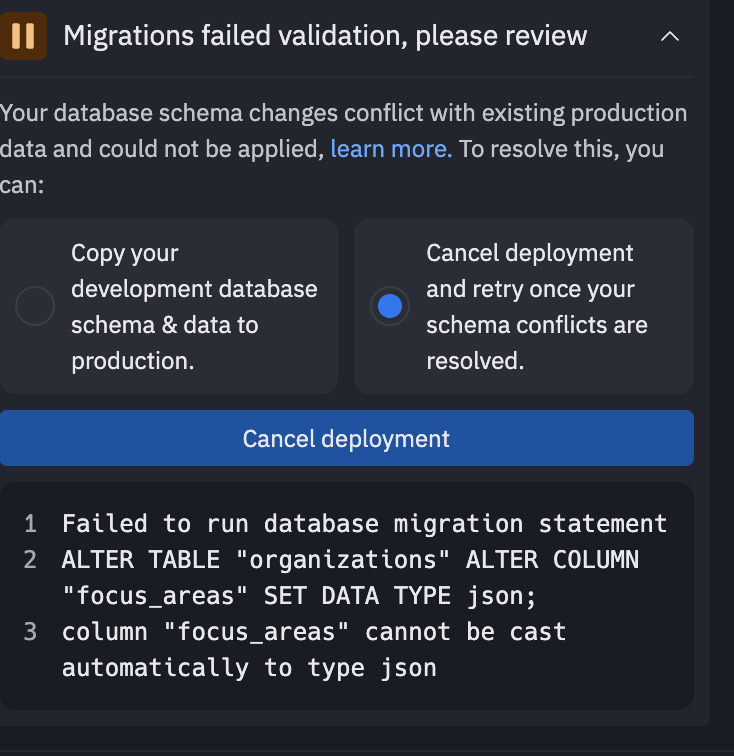 Migrations failed validation, please review
Your database schema changes conflict with existing production
data and could not be applied, learn more. To resolve this, you
can:
Copy your
development database
schema & data to
production.
Cancel deployment
and retry once your
schema conflicts are
resolved.
Cancel deployment
1 Failed to run database migration statement
2 ALTER TABLE "organizations" ALTER COLUMN
"focus_areas" SET DATA TYPE json;
3 column "focus_areas" cannot be cast
automatically to type json